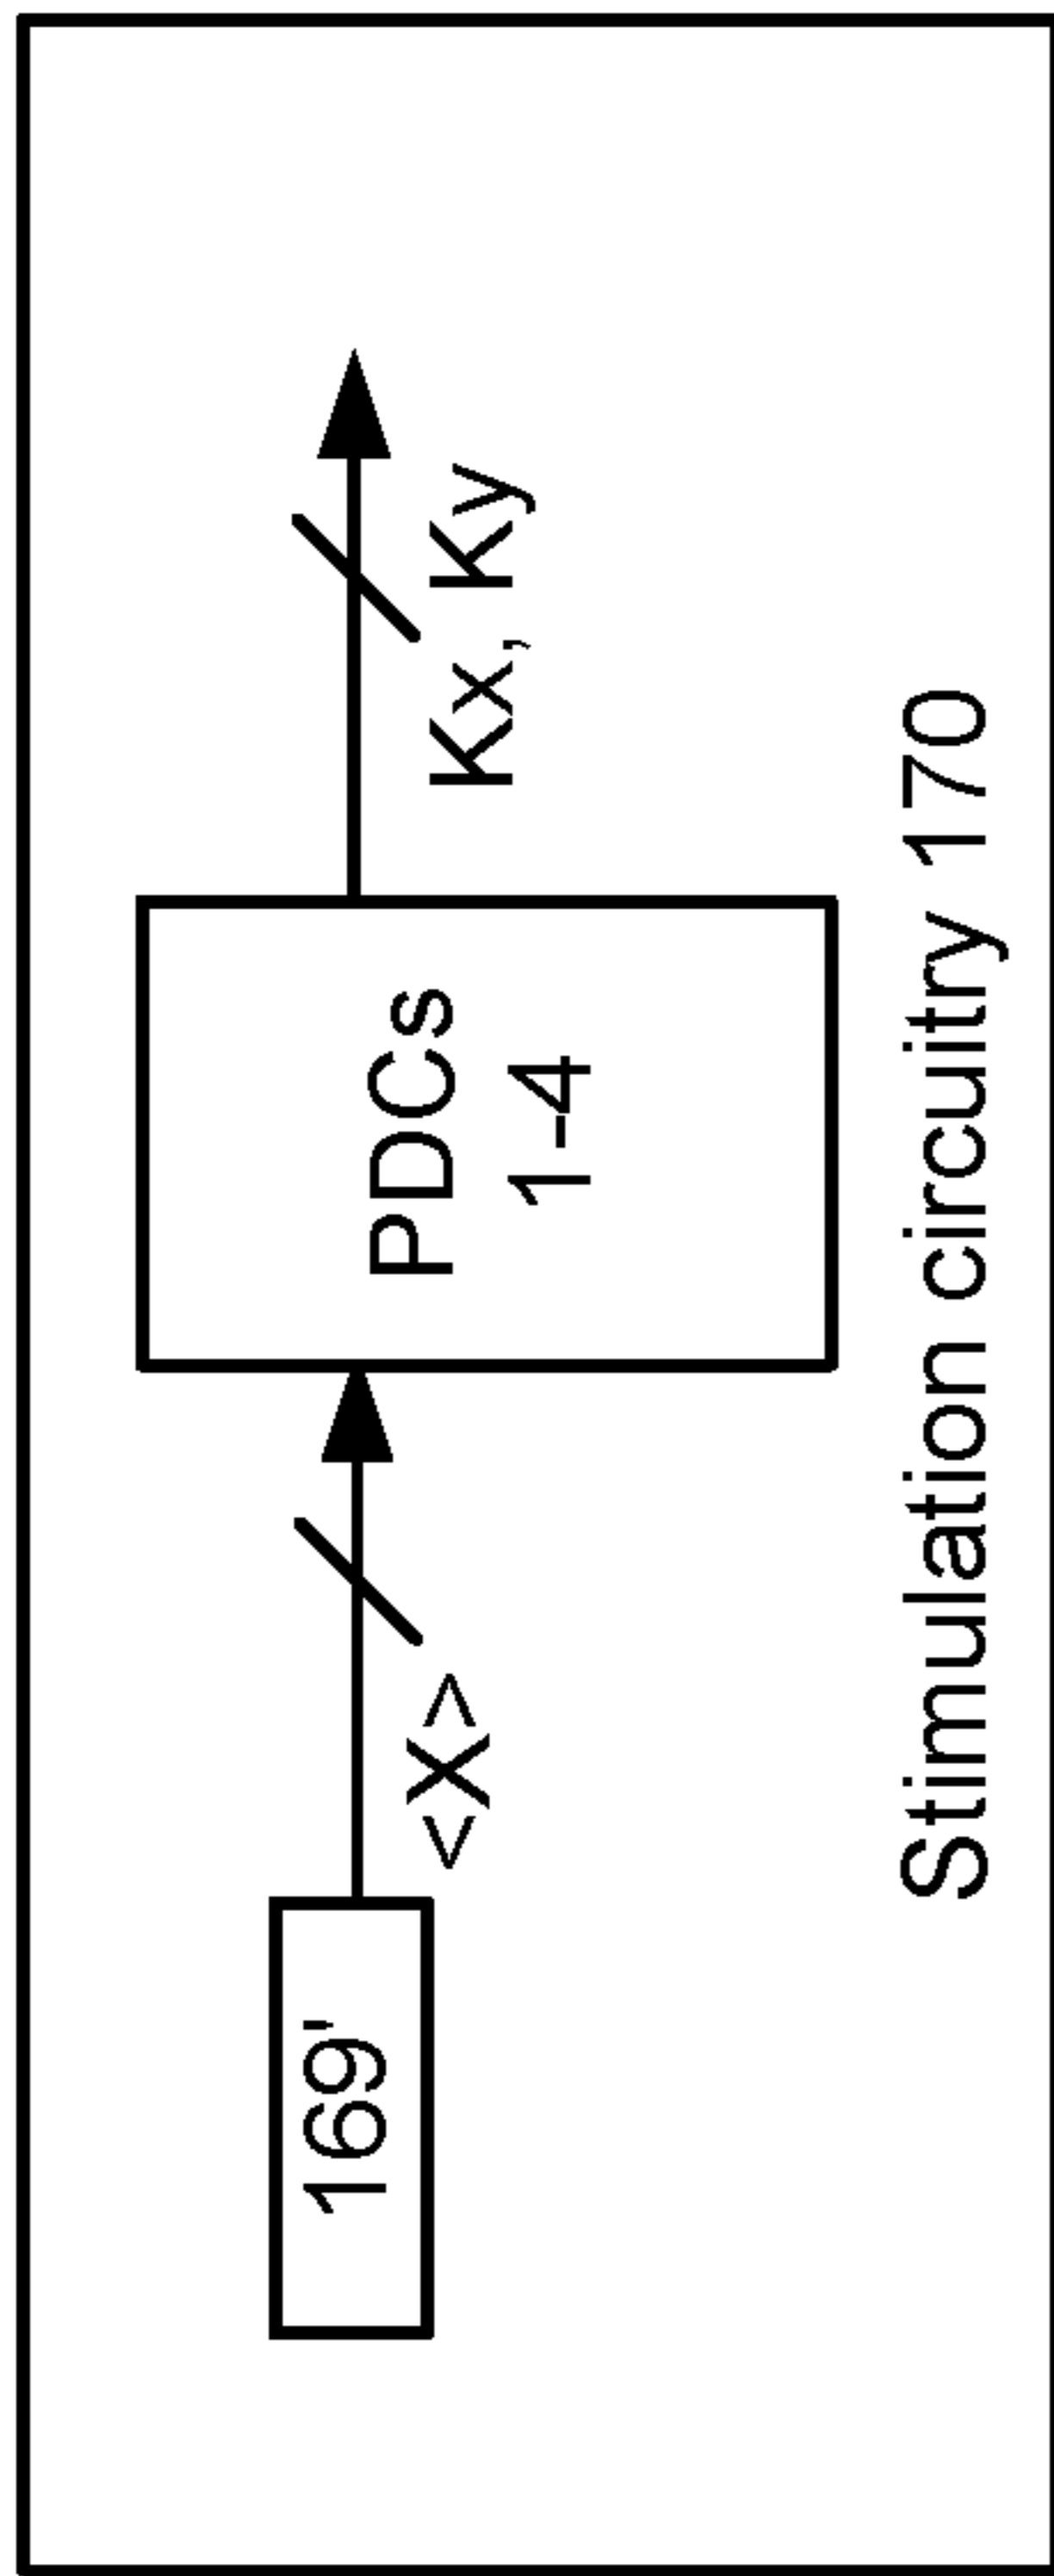 169'
<X>
PDCs
1-4
Kx, Ky
Stimulation circuitry 170